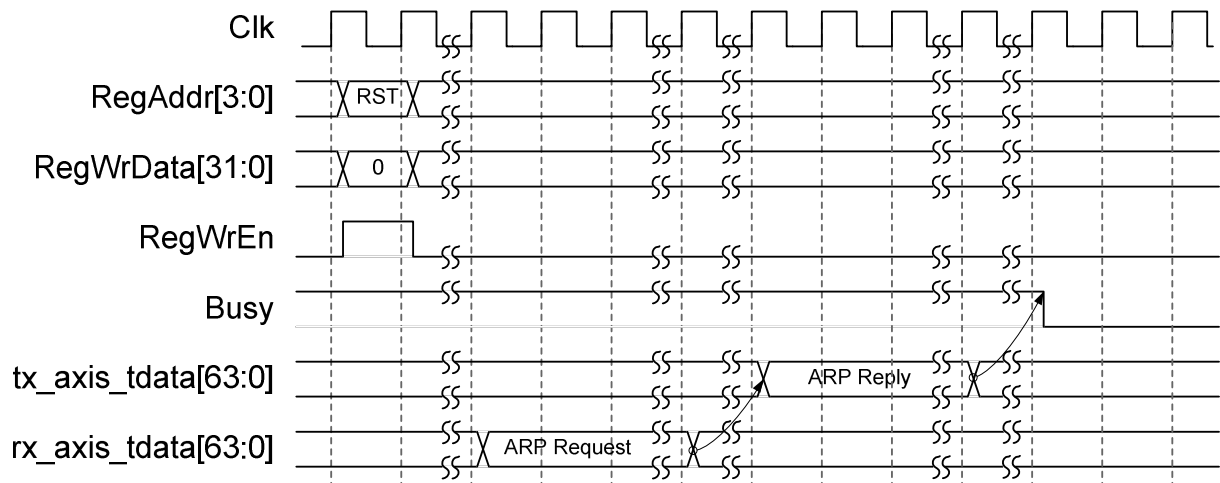 Clk
RegAddr[3:0]
RST
RegWrData[31:0]
0
RegWrEn
Busy
tx_axis_tdata[63:0]
ARP Reply
rx_axis_tdata[63:0]
ARP Request